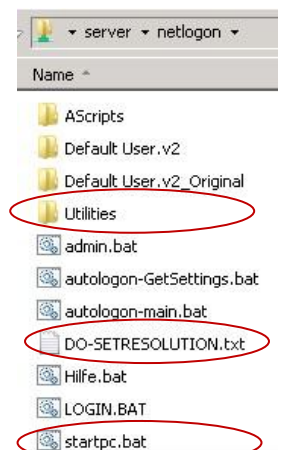 server netlogon
Name
AScripts
Default User.v2
Default User.v2_Original
Utilities
admin.bat
autologon-GetSettings.bat
autologon-main.bat
DO-SETRESOLUTION.txt
Hilfe.bat
LOGIN.BAT
startpc.bat